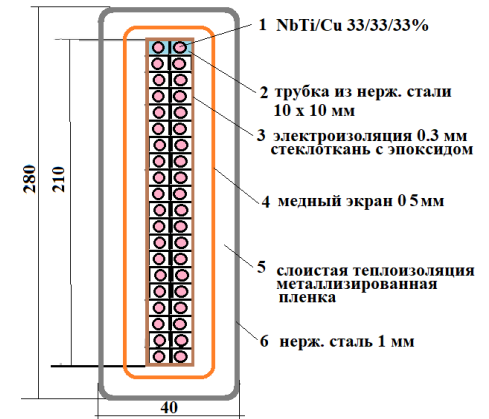 1 NbTi/Cu 33/33/33%
2 трубка из нерж. стали
10 x 10 мм
3 электроизоляция 0.3 мм
стеклоткань с эпоксидом
4 медный экран 0 5 мм
5 слоистая теплоизоляция
металлизированная
пленка
6 нерж. сталь 1 мм
280
210
40